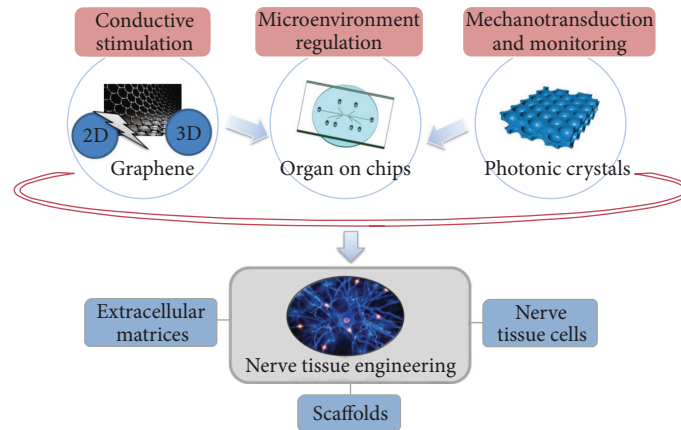 Conductive
stimulation
Microenvironment
regulation
Mechanotransduction
and monitoring
2D
3D
Graphene
Organ on chips
Photonic crystals
Extracellular
matrices
Nerve tissue engineering
Nerve
tissue cells
Scaffolds